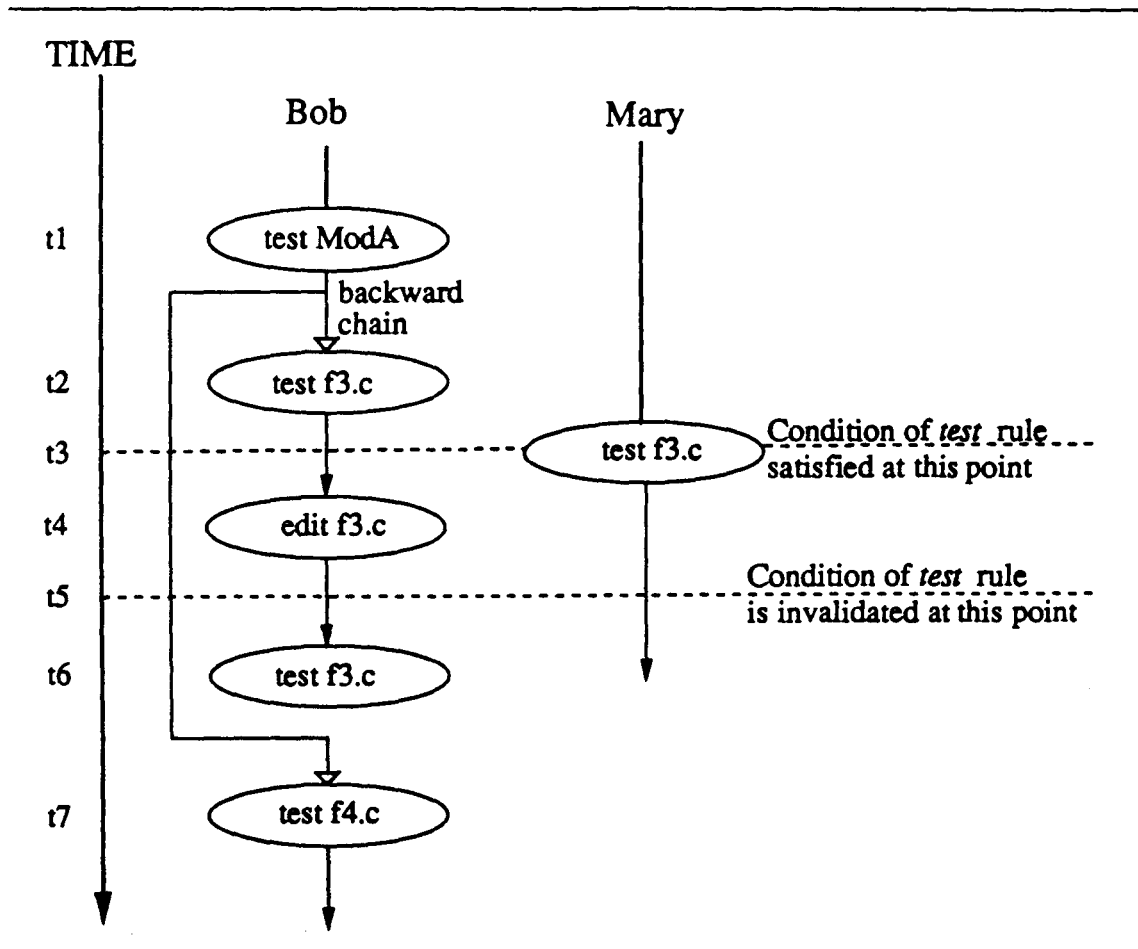 TIME
Bob
Mary
t1
test ModA
backward
chain
t2
test f3.c
t3
test f3.c
Condition of test rule
satisfied at this point
t4
edit f3.c
t5
Condition of test rule
is invalidated at this point
t6
test f3.c
t7
test f4.c